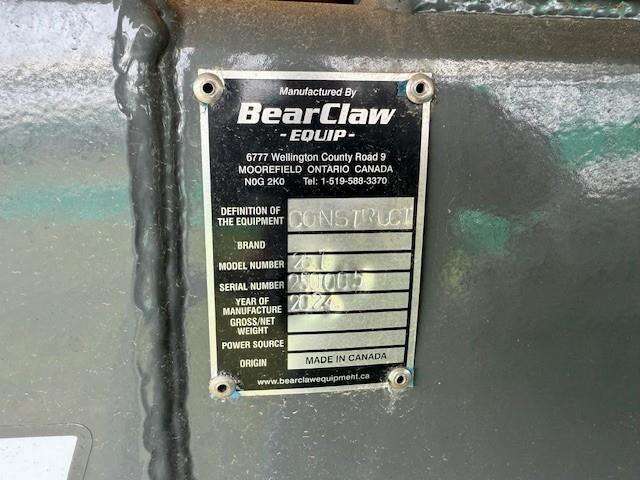 Manufactured By
BearClaw
- EQUIP -
6777 Wellington County Road 9
MOOREFIELD ONTARIO CANADA
N0G 2K0 Tel: 1-519-588-3370
DEFINITION OF THE EQUIPMENT CONSTRUCT
BRAND
MODEL NUMBER
SERIAL NUMBER
YEAR OF MANUFACTURE 2024
GROSS/NET WEIGHT
POWER SOURCE
ORIGIN MADE IN CANADA
www.bearclawequipment.ca